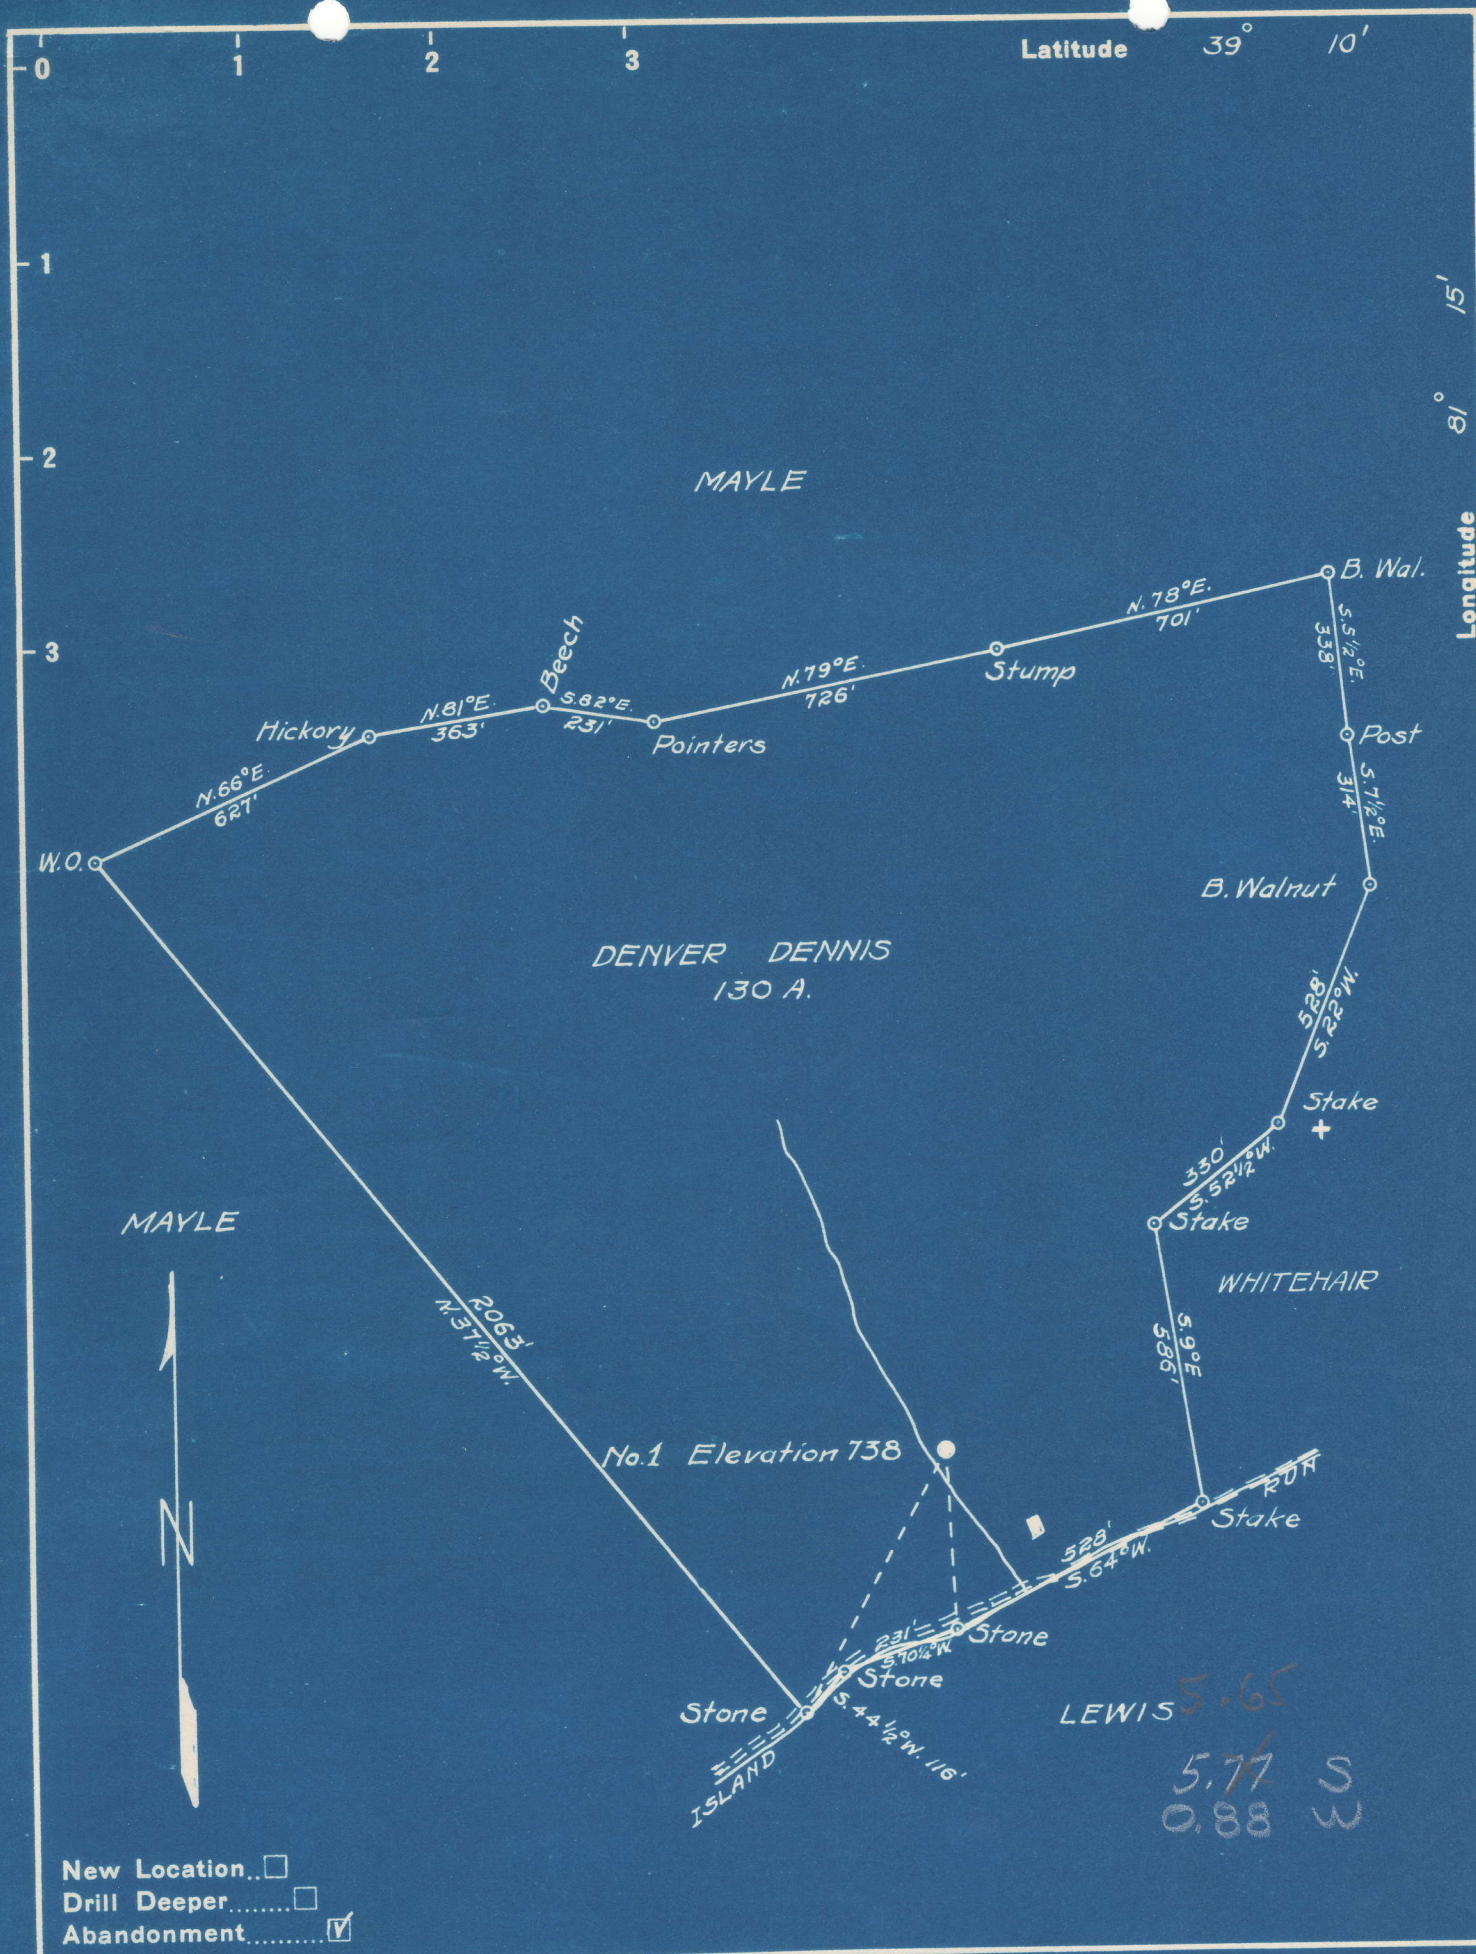 0 1 2 3
Latitude 39° 10'
1
2
3
Longitude 81° 15'
MAYLE
B. Wal.
N.78°E.
701'
S.5½°E.
338'
Stump
N.79°E.
726'
Beech
S.82°E.
231'
Pointers
N.81°E.
363'
Hickory
N.66°E.
627'
W.O.
Post
S.7½°E.
314'
B. Walnut
DENVER DENNIS
130 A.
528'
S.22°W.
Stake
330'
S.52½°W.
Stake
MAYLE
WHITEHAIR
2063'
N.37½°W.
S.9°E
586'
No.1 Elevation 738
N
RUN
Stake
528'
S.64°W.
231'
S.70¼°W.
Stone
Stone
Stone
S.44½°W. 116'
ISLAND
LEWIS
5.65
S
0.88 W
New Location..
Drill Deeper........
Abandonment..........